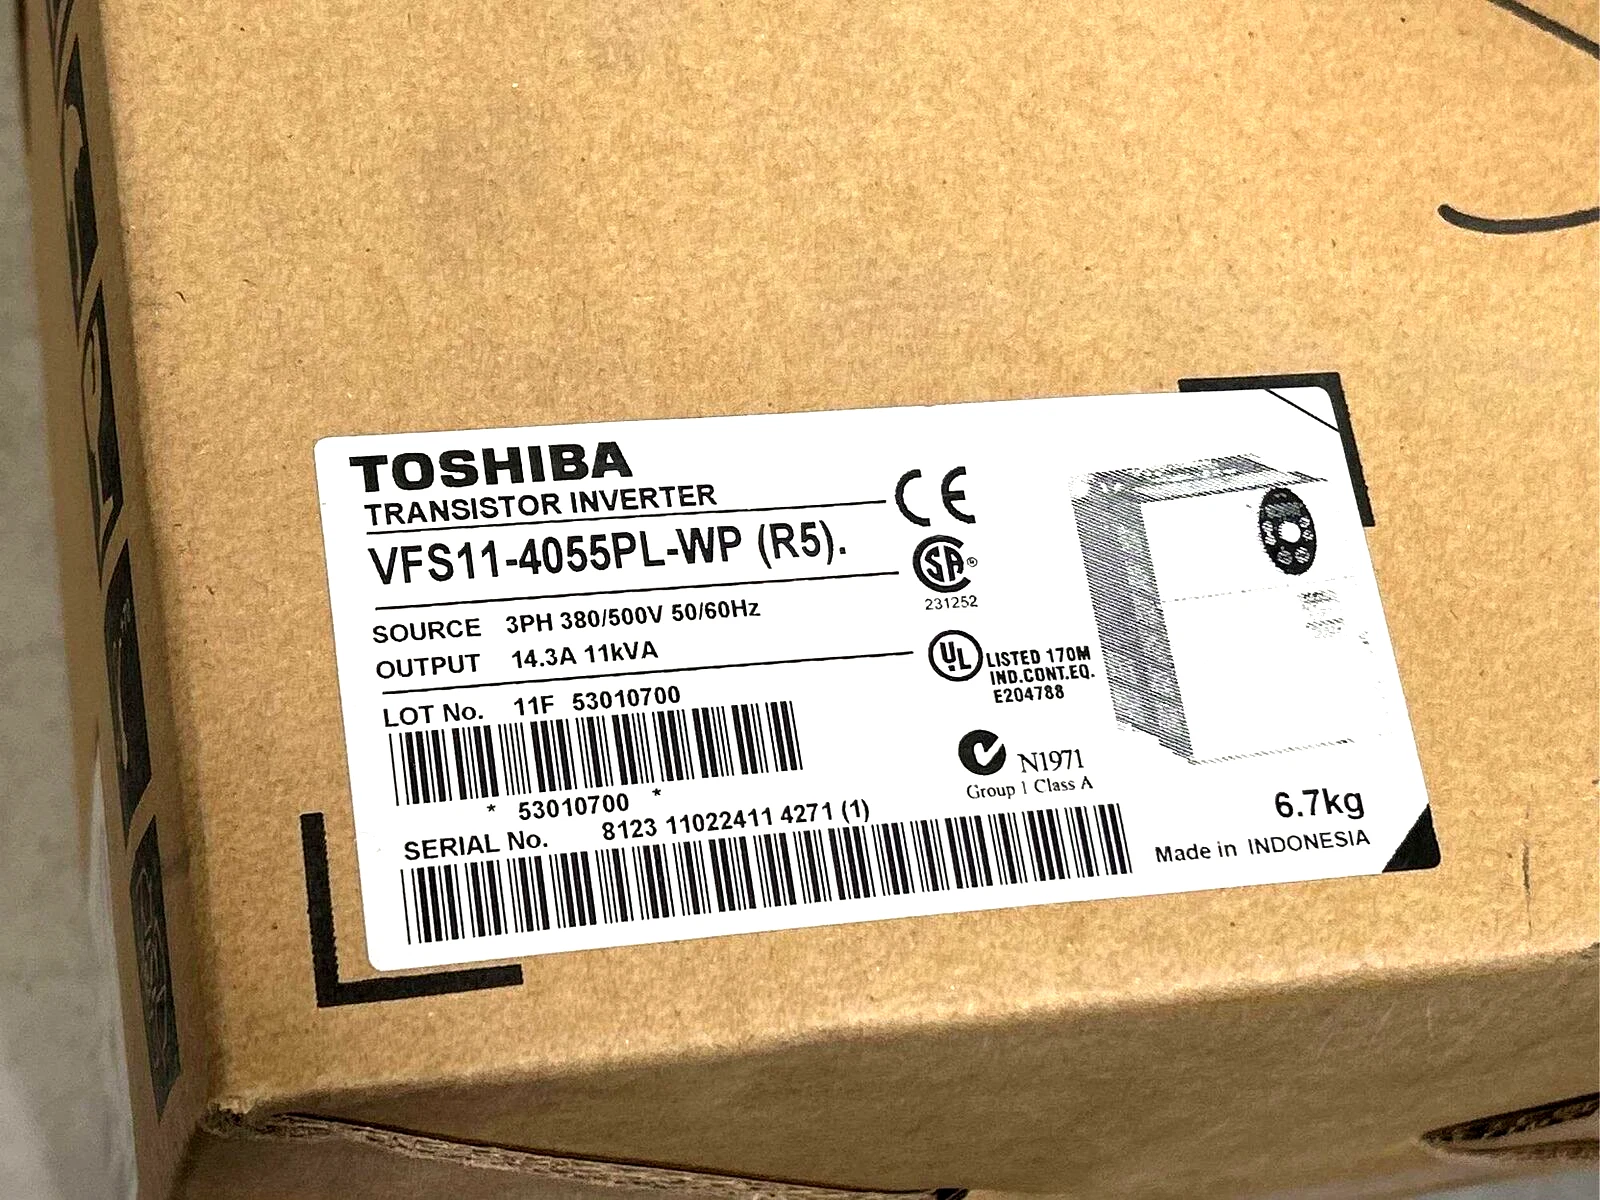 TOSHIBA
TRANSISTOR INVERTER
VFS11-4055PL-WP (R5).
SOURCE 3PH 380/500V 50/60Hz
OUTPUT 14.3A 11kVA
LOT No. 11F 53010700
* 53010700 *
SERIAL No. 8123 11022411 4271 (1)
CE
SA ®
231252
UL LISTED 170M
IND.CONT.EQ.
E204788
N1971
Group 1 Class A
6.7kg
Made in INDONESIA